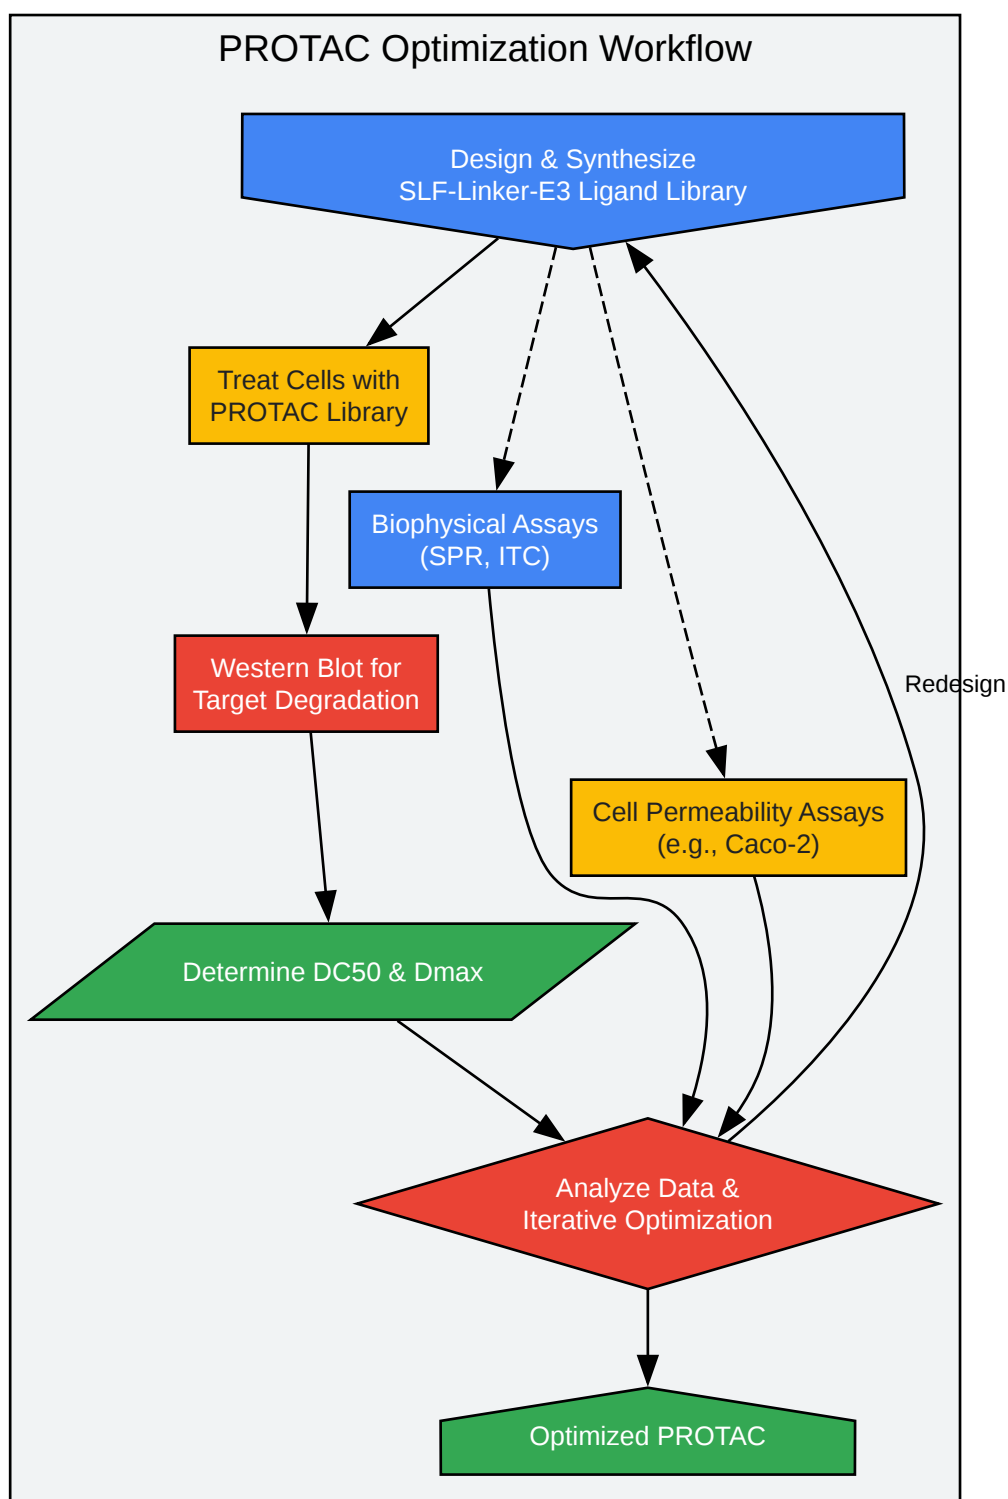 PROTAC Optimization Workflow
Design & Synthesize
SLF-Linker-E3 Ligand Library
Treat Cells with
PROTAC Library
Biophysical Assays
(SPR, ITC)
Western Blot for
Target Degradation
Redesign
Cell Permeability Assays
(e.g., Caco-2)
Determine DC50 & Dmax
Analyze Data &
Iterative Optimization
Optimized PROTAC